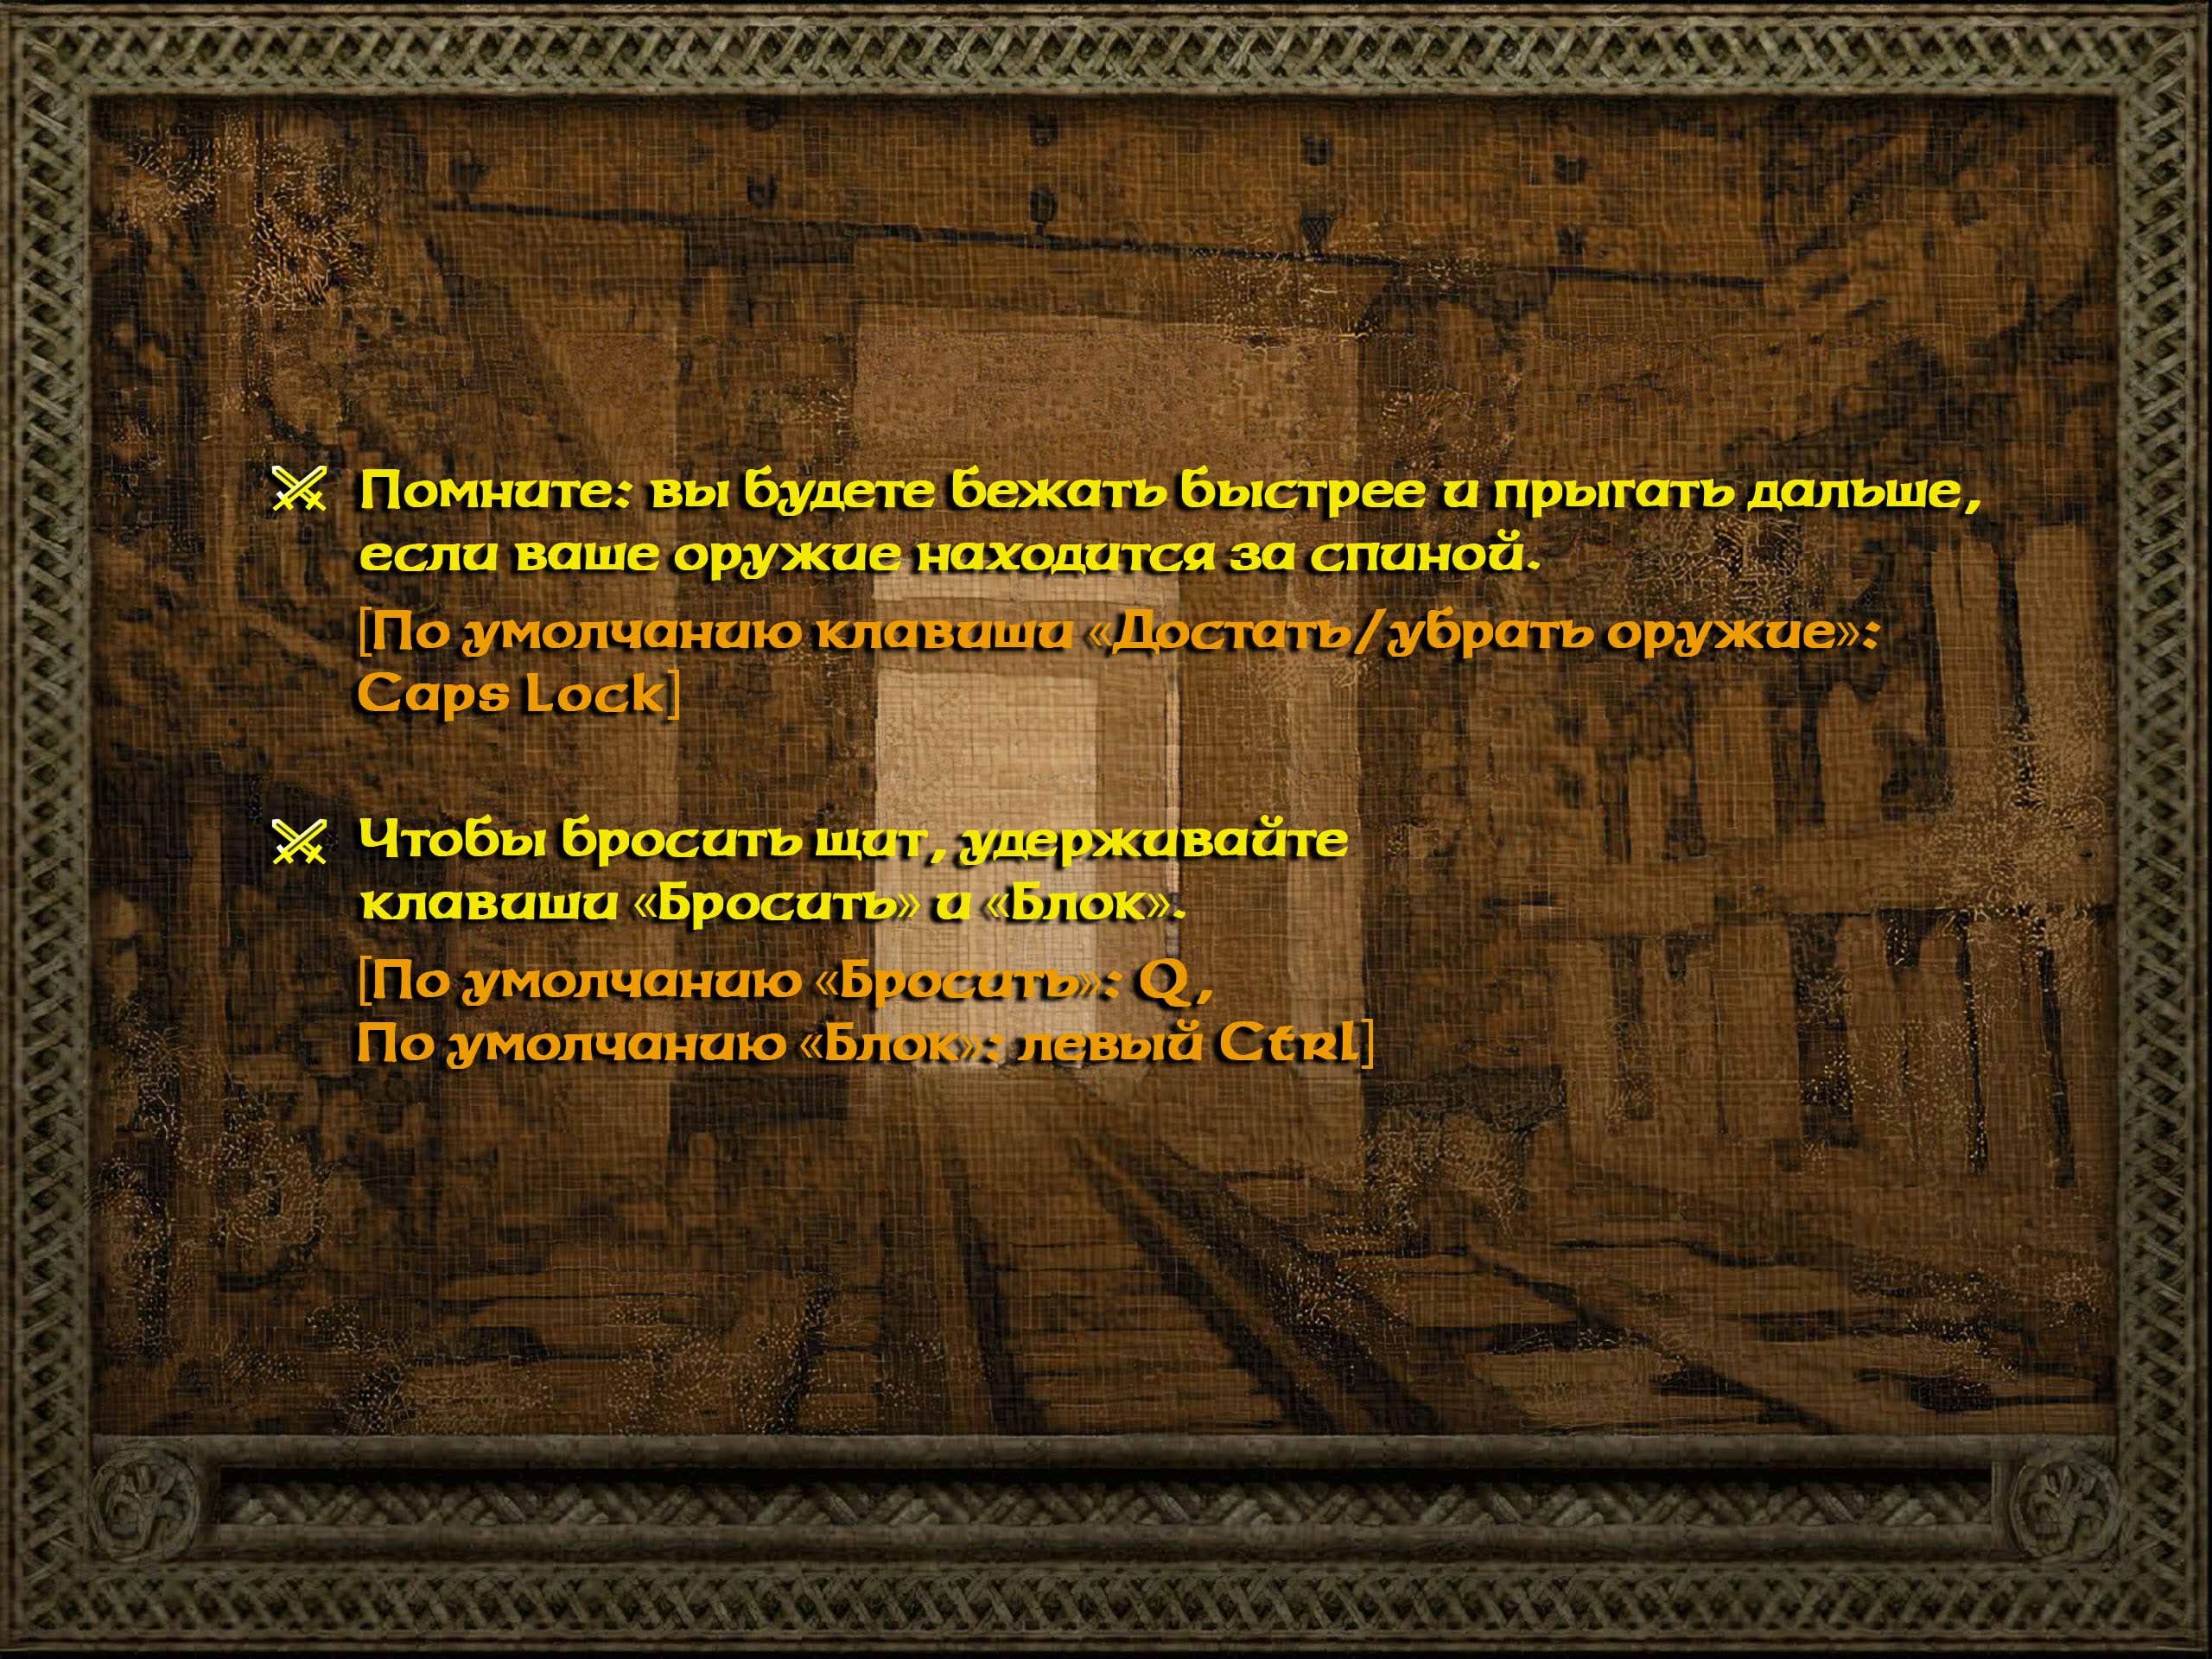 Помните: вы будете бежать быстрее и прыгать дальше,
если ваше оружие находится за спиной.
[По умолчанию клавиши «Достать/убрать оружие»:
Caps Lock]
Чтобы бросить щит, удерживайте
клавиши «Бросить» и «Блок».
[По умолчанию «Бросить»: Q,
По умолчанию «Блок»: левый Ctrl]